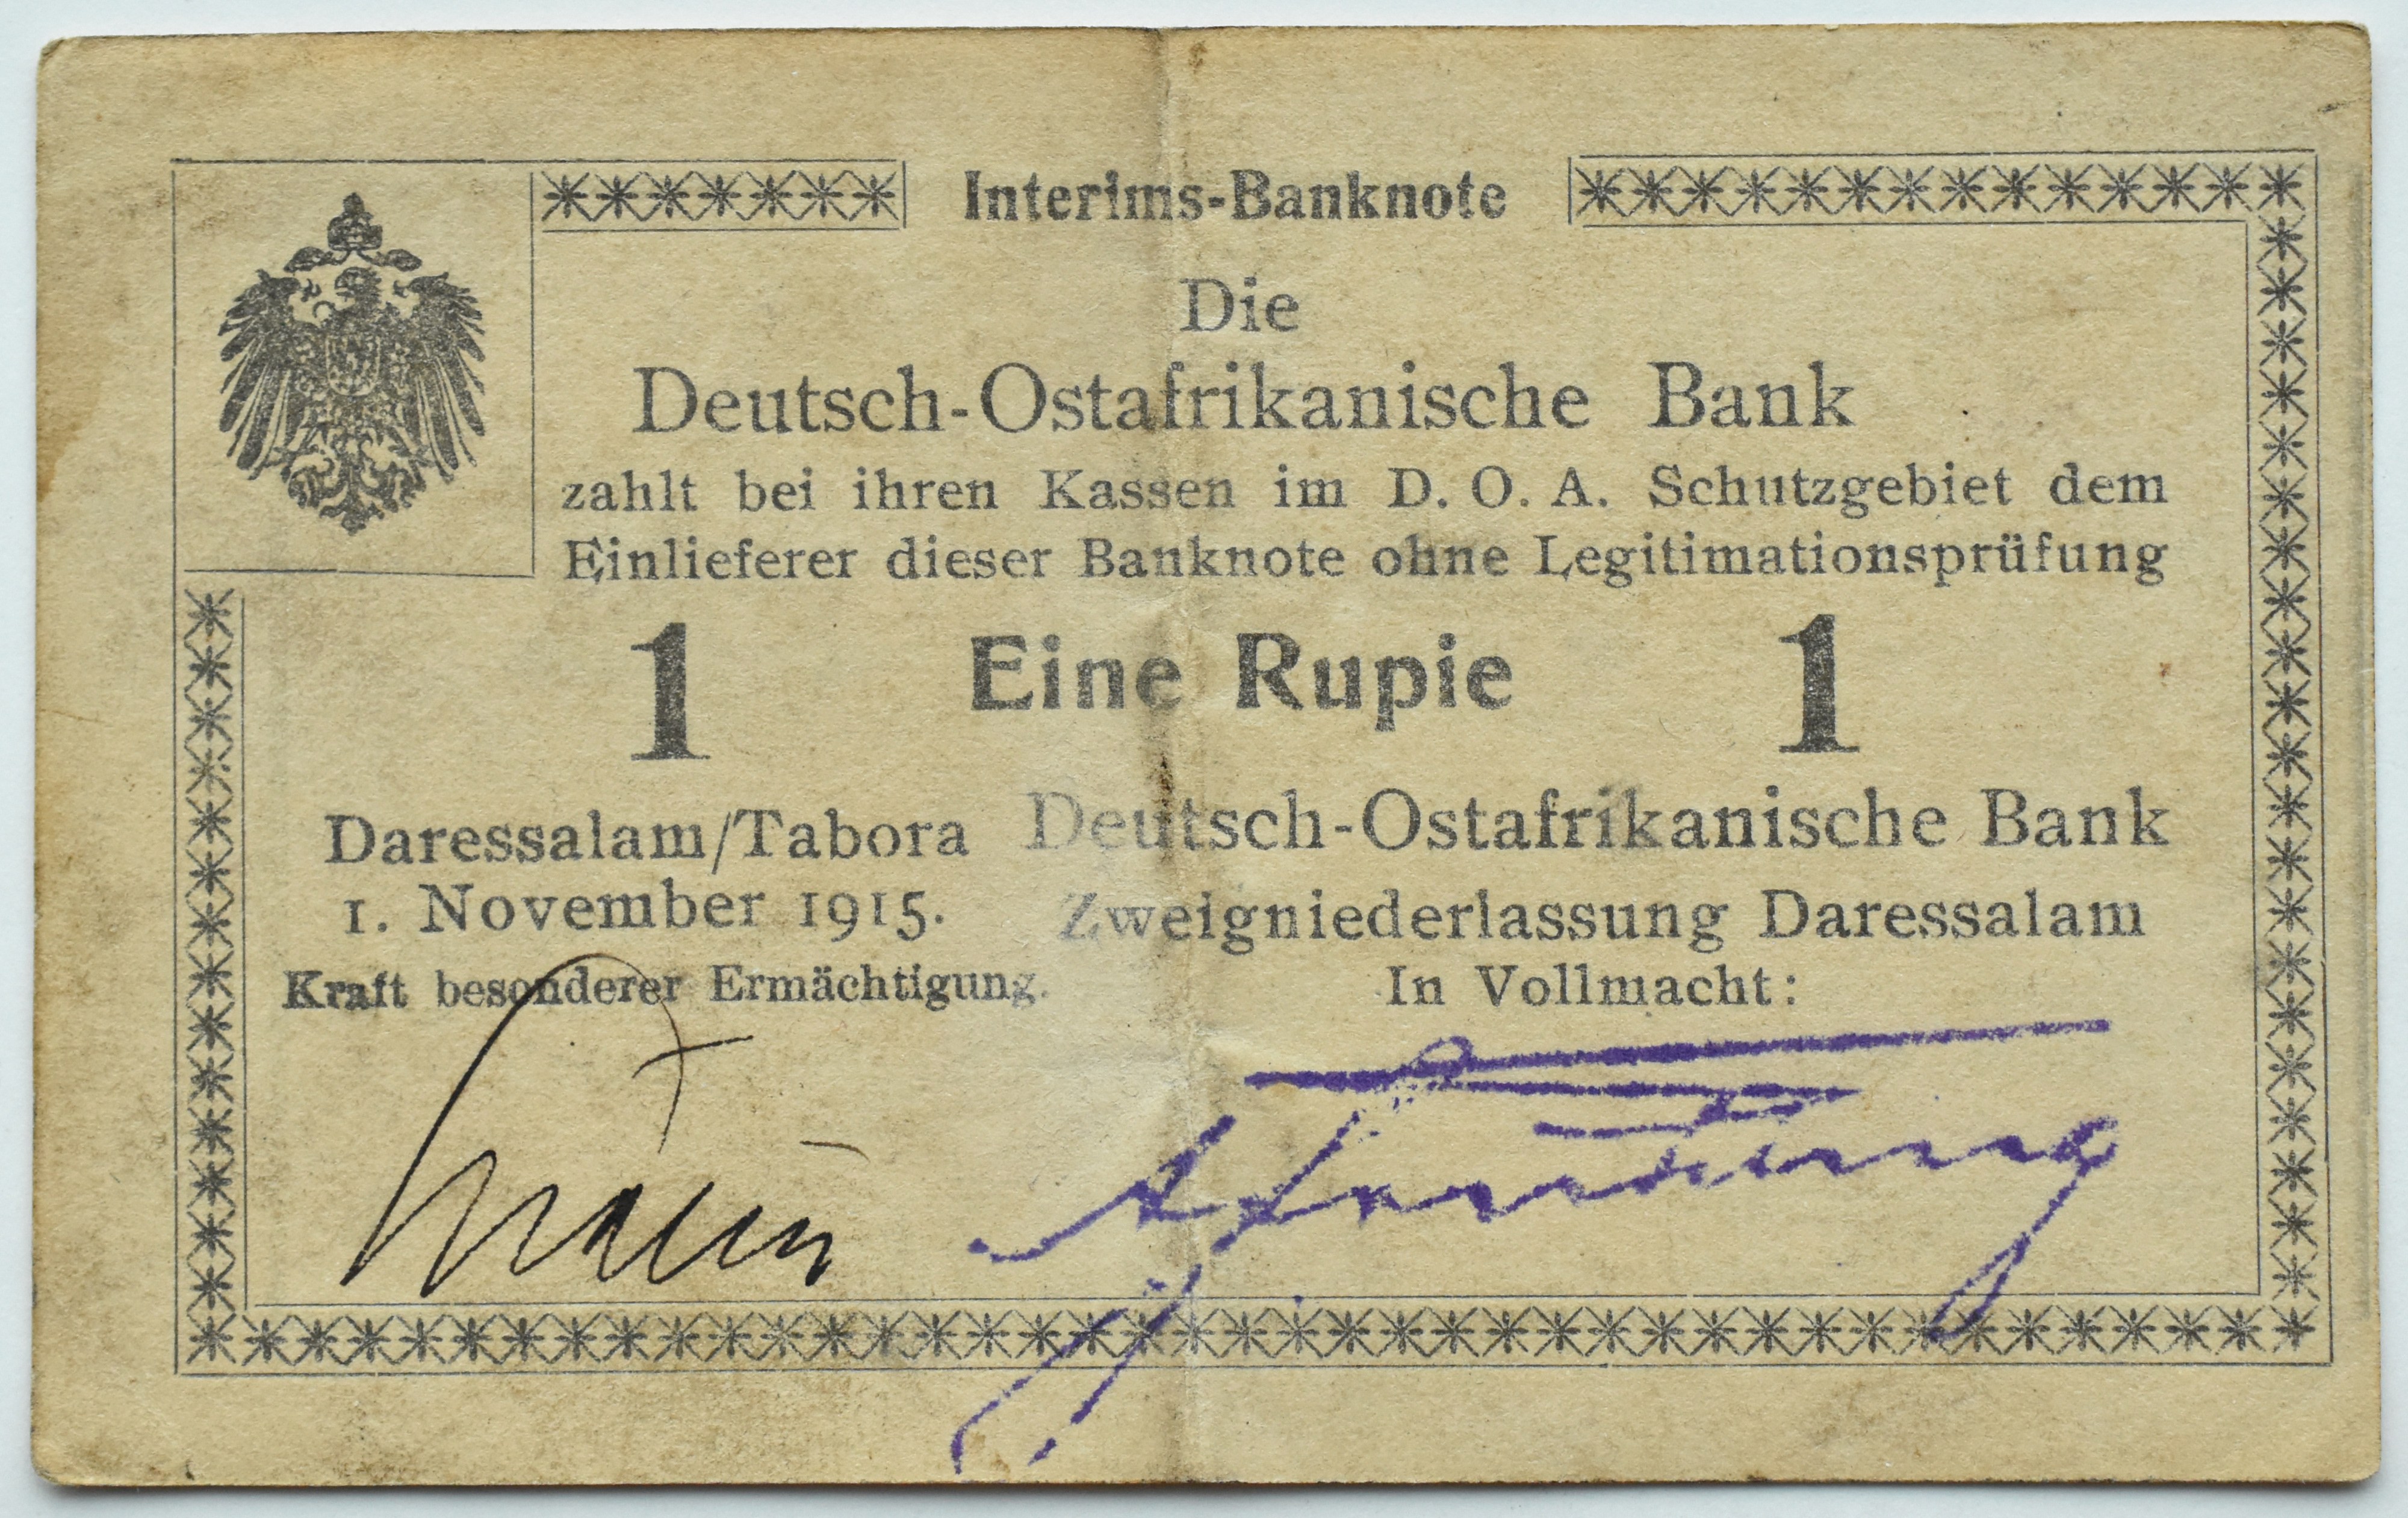 Interims-Banknote
Die
Deutsch-Ostafrikanische Bank
zahlt bei ihren Kassen im D. O. A. Schutzgebiet dem
Einlieferer dieser Banknote ohne Legitimationsprüfung
1 Eine Rupie 1
Daressalam/Tabora
1. November 1915.
Kraft besonderer Ermächtigung.
Deutsch-Ostafrikanische Bank
Zweigniederlassung Daressalam
In Vollmacht: